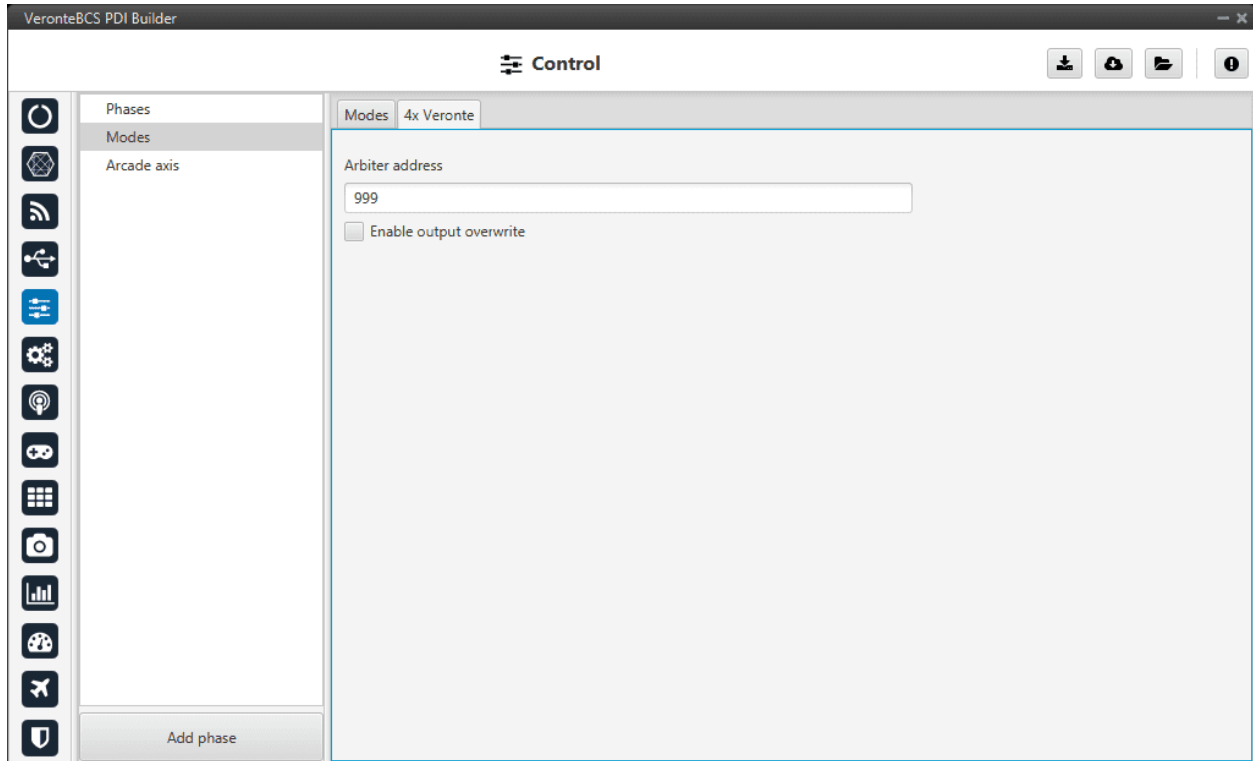 VeronteBCS PDI Builder
Control
Phases
Modes
Arcade axis
Add phase
Modes
4x Veronte
Arbiter address
999
Enable output overwrite